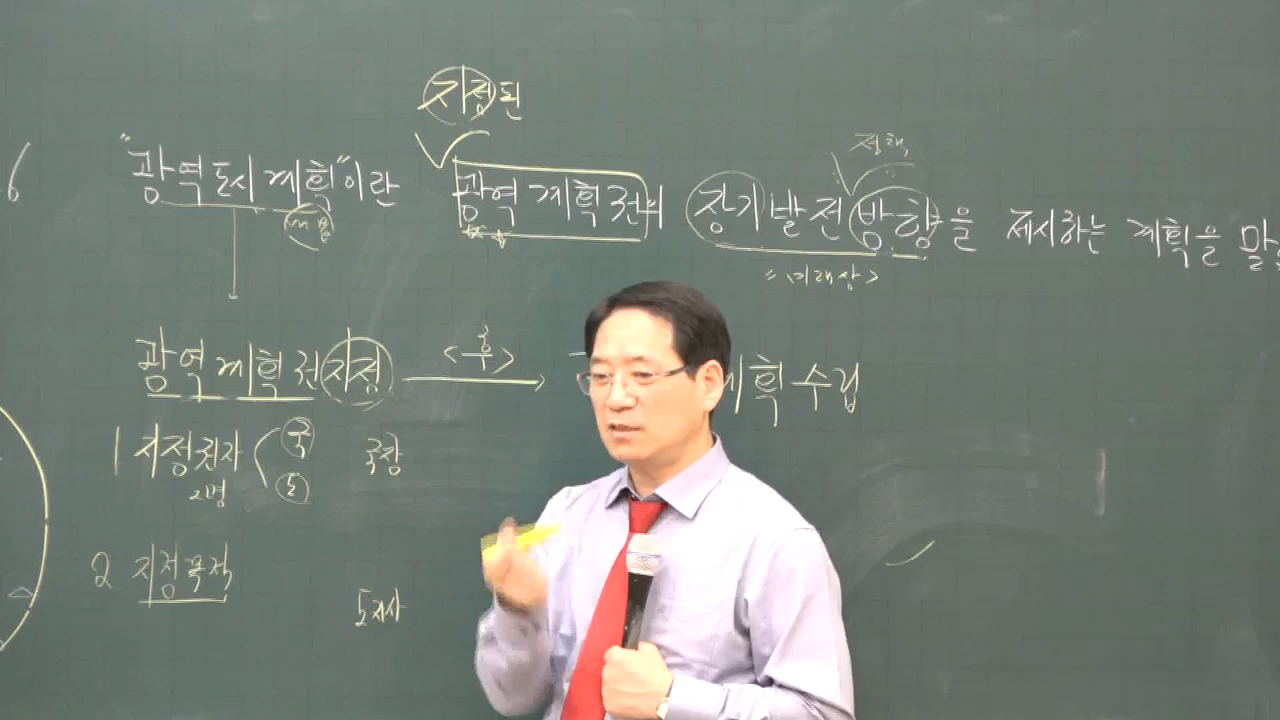 지정된
정책
6 "광역도시계획"이란 광역계획권의 장기발전방향을 제시하는 계획을 말
<미래상>
광역계획권지정 <후> 계획수립
1 지정권자 국 국장
도
2명
2 지정목적
도지사